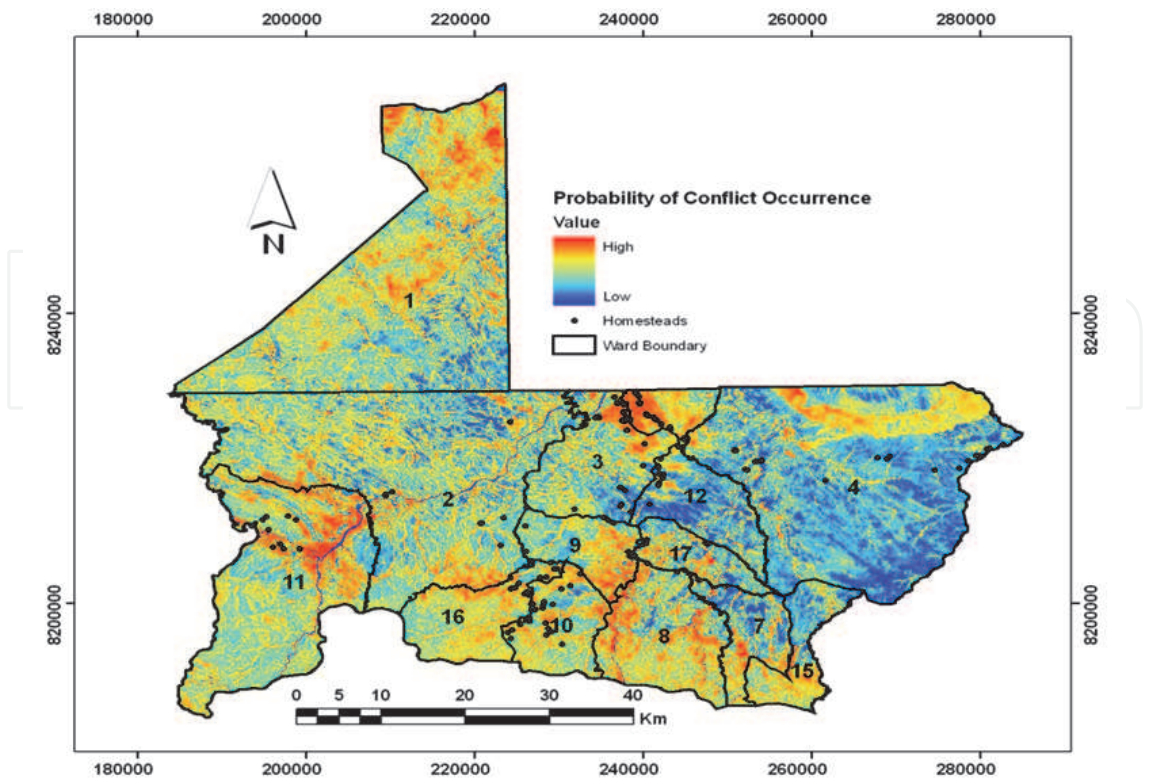 180000 200000 220000 240000 260000 280000
N
Probability of Conflict Occurrence
Value
High
Low
Homesteads
Ward Boundary
8240000 8240000
1
2
3
4
12
9
17
11
16
10
8
7
15
8200000 8200000
0 5 10 20 30 40
Km
180000 200000 220000 240000 260000 280000